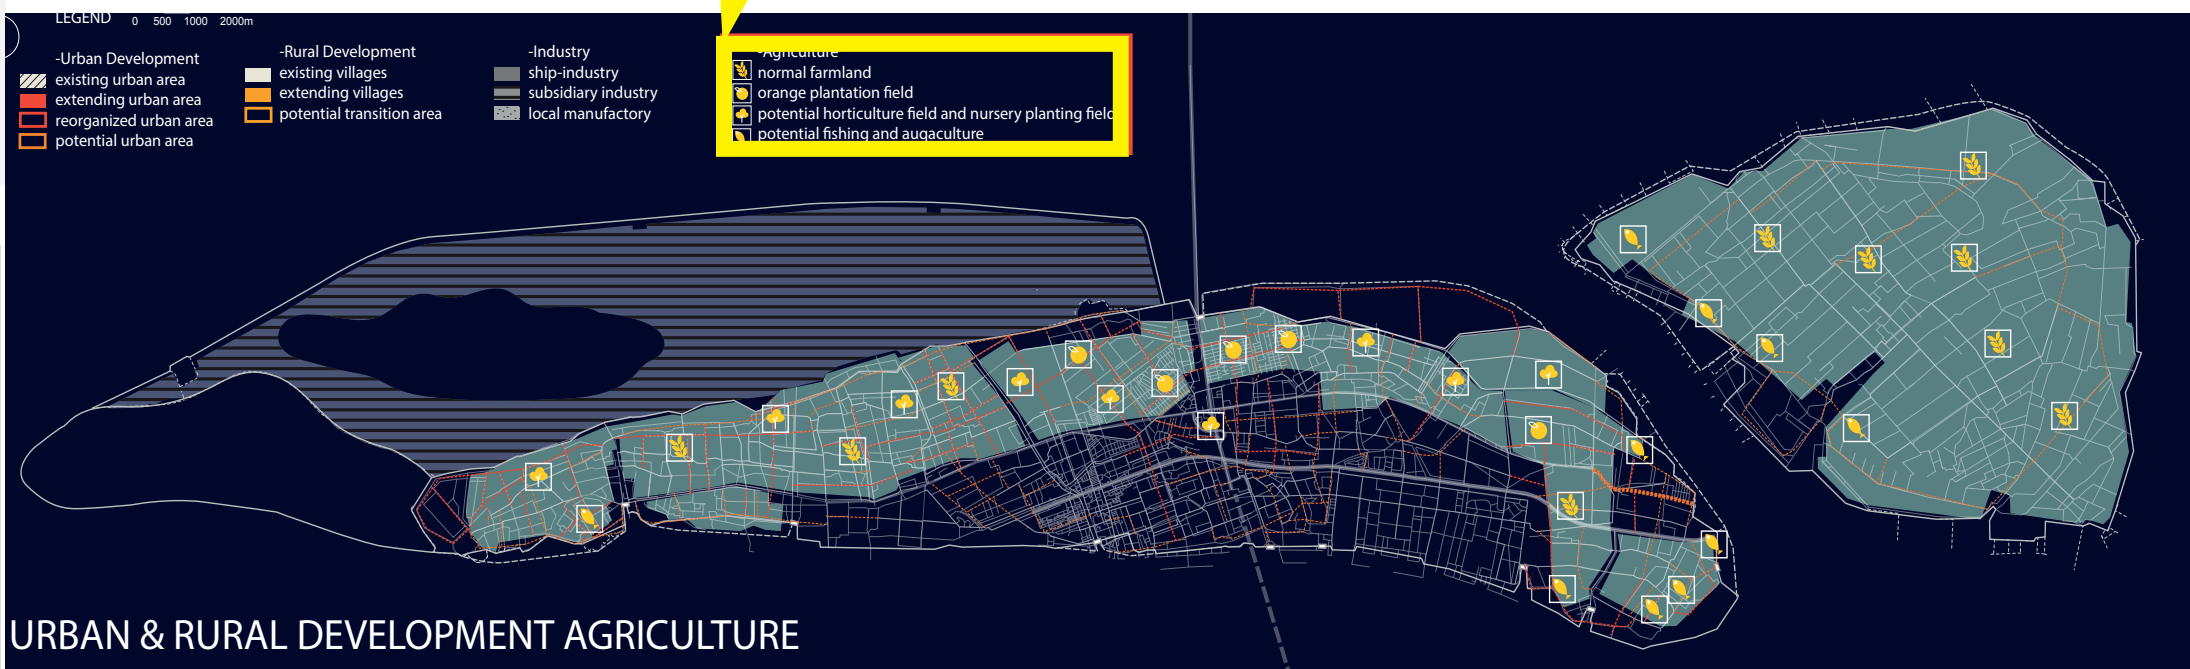 LEGEND 0 500 1000 2000m
-Urban Development
existing urban area
extending urban area
reorganized urban area
potential urban area
-Rural Development
existing villages
extending villages
potential transition area
-Industry
ship-industry
subsidiary industry
local manufactory
-Agriculture
normal farmland
orange plantation field
potential horticulture field and nursery planting field
potential fishing and auqaculture
URBAN & RURAL DEVELOPMENT AGRICULTURE